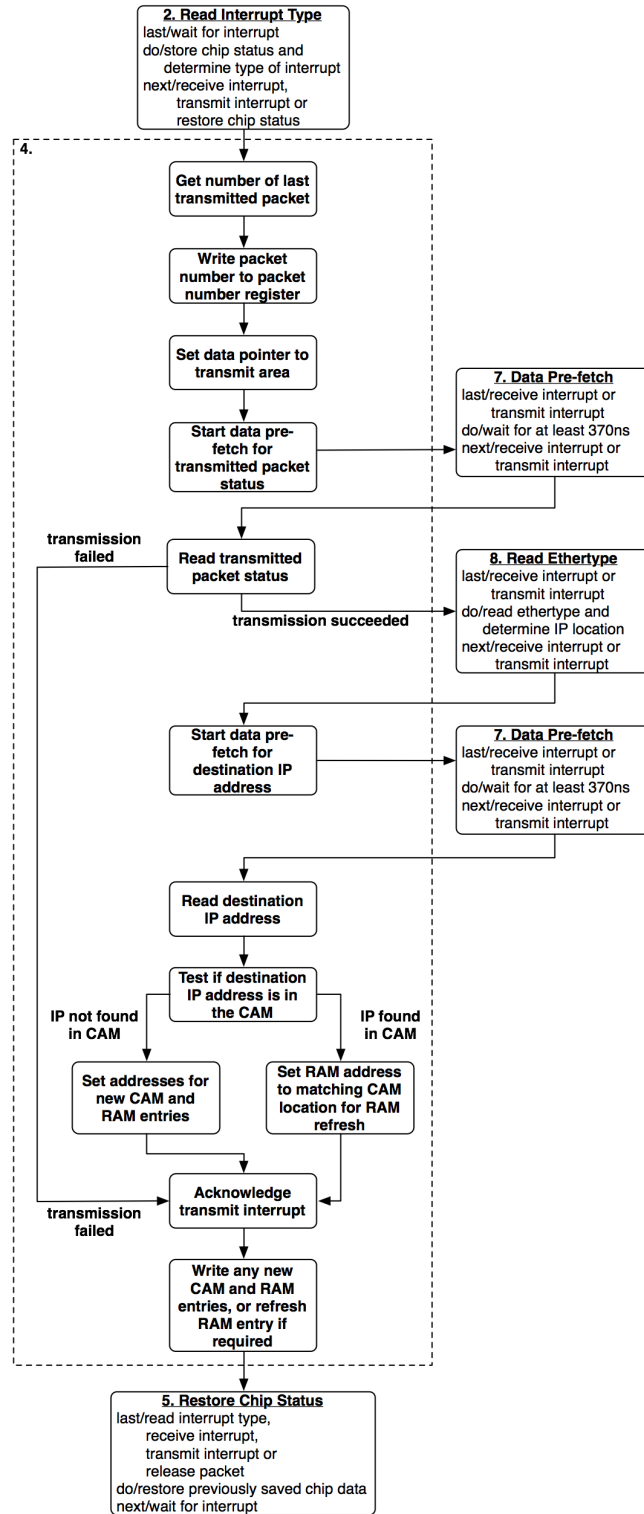 2. Read Interrupt Type
last/wait for interrupt
do/store chip status and
determine type of interrupt
next/receive interrupt,
transmit interrupt or
restore chip status
4.
Get number of last
transmitted packet
Write packet
number to packet
number register
Set data pointer to
transmit area
Start data pre-
fetch for
transmitted packet
status
7. Data Pre-fetch
last/receive interrupt or
transmit interrupt
do/wait for at least 370ns
next/receive interrupt or
transmit interrupt
transmission
failed
Read transmitted
packet status
transmission succeeded
8. Read Ethertype
last/receive interrupt or
transmit interrupt
do/read ethertype and
determine IP location
next/receive interrupt or
transmit interrupt
Start data pre-
fetch for
destination IP
address
7. Data Pre-fetch
last/receive interrupt or
transmit interrupt
do/wait for at least 370ns
next/receive interrupt or
transmit interrupt
Read destination
IP address
Test if destination
IP address is in
the CAM
IP not found
in CAM
IP found
in CAM
Set addresses for
new CAM and
RAM entries
Set RAM address
to matching CAM
location for RAM
refresh
Acknowledge
transmit interrupt
transmission
failed
Write any new
CAM and RAM
entries, or refresh
RAM entry if
required
5. Restore Chip Status
last/read interrupt type,
receive interrupt,
transmit interrupt or
release packet
do/restore previously saved chip data
next/wait for interrupt